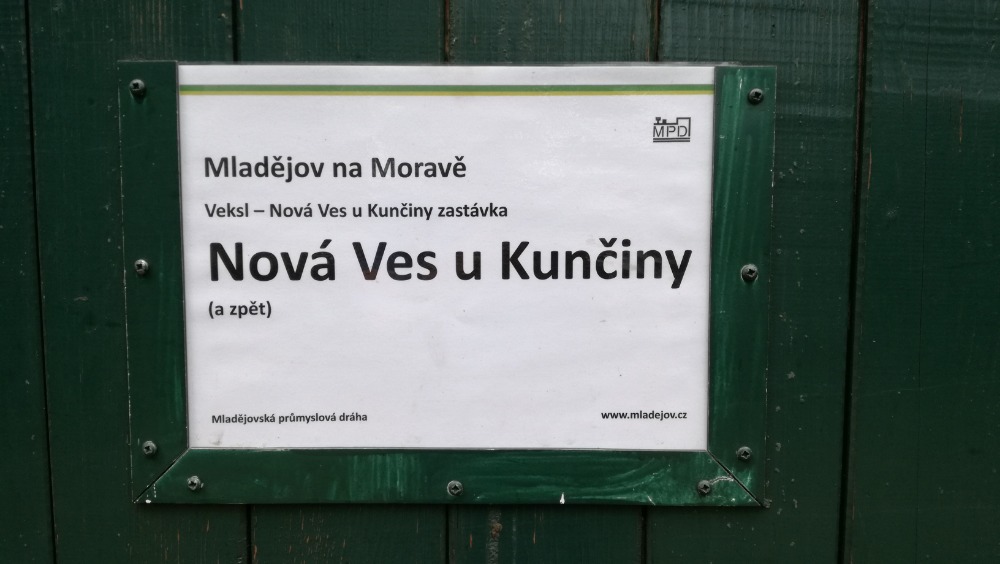 MPD
Mladějov na Moravě
Veksl – Nová Ves u Kunčiny zastávka
Nová Ves u Kunčiny
(a zpět)
Mladějovská průmyslová dráha
www.mladejov.cz